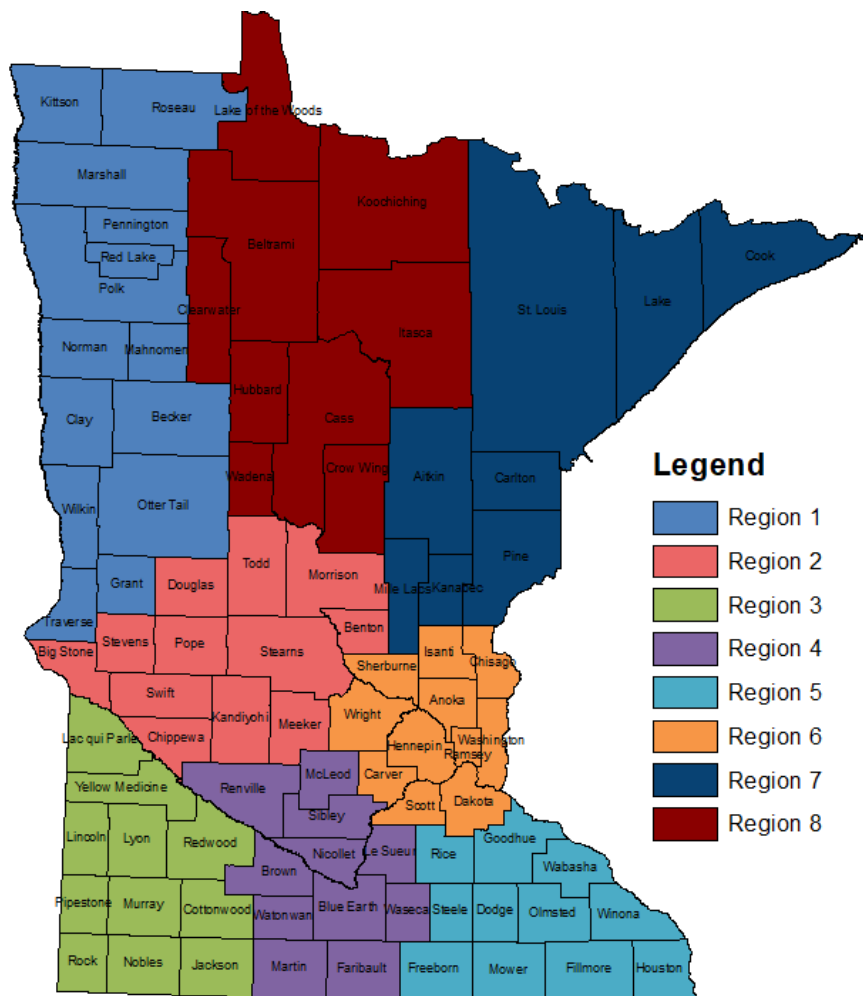 Kittson
Roseau
Lake of the Woods
Marshall
Koochiching
Pennington
Beltrami
Red Lake
Cook
Polk
Lake
Clearwater
St. Louis
Itasca
Norman
Mahnomen
Hubbard
Becker
Clay
Cass
Crow Wing
Aitkin
Carlton
Wadena
Otter Tail
Wilkin
Pine
Todd
Morrison
Grant
Douglas
Mille Lacs
Kanabec
Traverse
Benton
Stevens
Pope
Stearns
Isanti
Big Stone
Sherburne
Chisago
Swift
Anoka
Kandiyohi
Wright
Meeker
Chippewa
Lac qui Parle
Hennepin
Washington
Ramsey
McLeod
Carver
Yellow Medicine
Renville
Dakota
Scott
Sibley
Lincoln
Lyon
Redwood
Goodhue
Nicollet
Le Sueur
Rice
Wabasha
Brown
Pipestone
Murray
Cottonwood
Watonwan
Blue Earth
Waseca
Steele
Dodge
Olmsted
Winona
Rock
Nobles
Jackson
Martin
Faribault
Freeborn
Mower
Fillmore
Houston
Legend
Region 1
Region 2
Region 3
Region 4
Region 5
Region 6
Region 7
Region 8